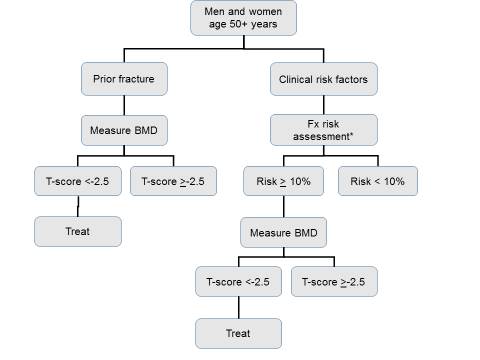 Men and women
age 50+ years
Prior fracture
Clinical risk factors
Measure BMD
Fx risk
assessment*
T-score <-2.5
T-score ≥-2.5
Risk ≥ 10%
Risk < 10%
Treat
Measure BMD
T-score <-2.5
T-score ≥-2.5
Treat